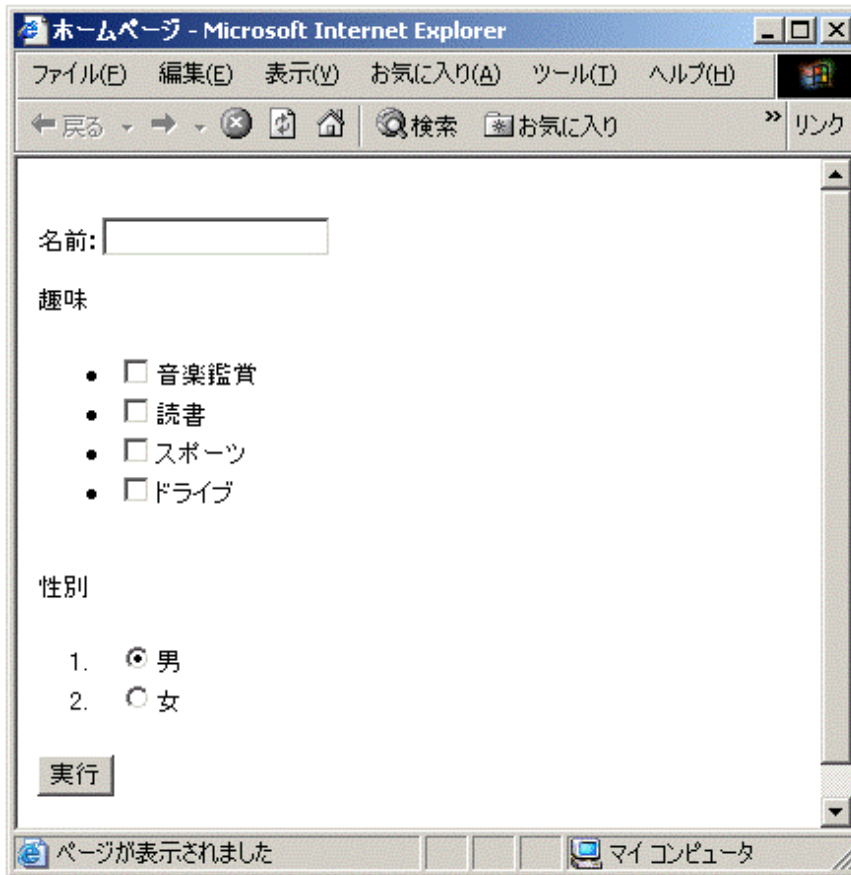 ホームページ - Microsoft Internet Explorer
ファイル(F) 編集(E) 表示(V) お気に入り(A) ツール(T) ヘルプ(H)
戻る 検索 お気に入り » リンク
名前:
趣味
• 音楽鑑賞
• 読書
• スポーツ
• ドライブ
性別
1. 男
2. 女
実行
ページが表示されました マイ コンピュータ